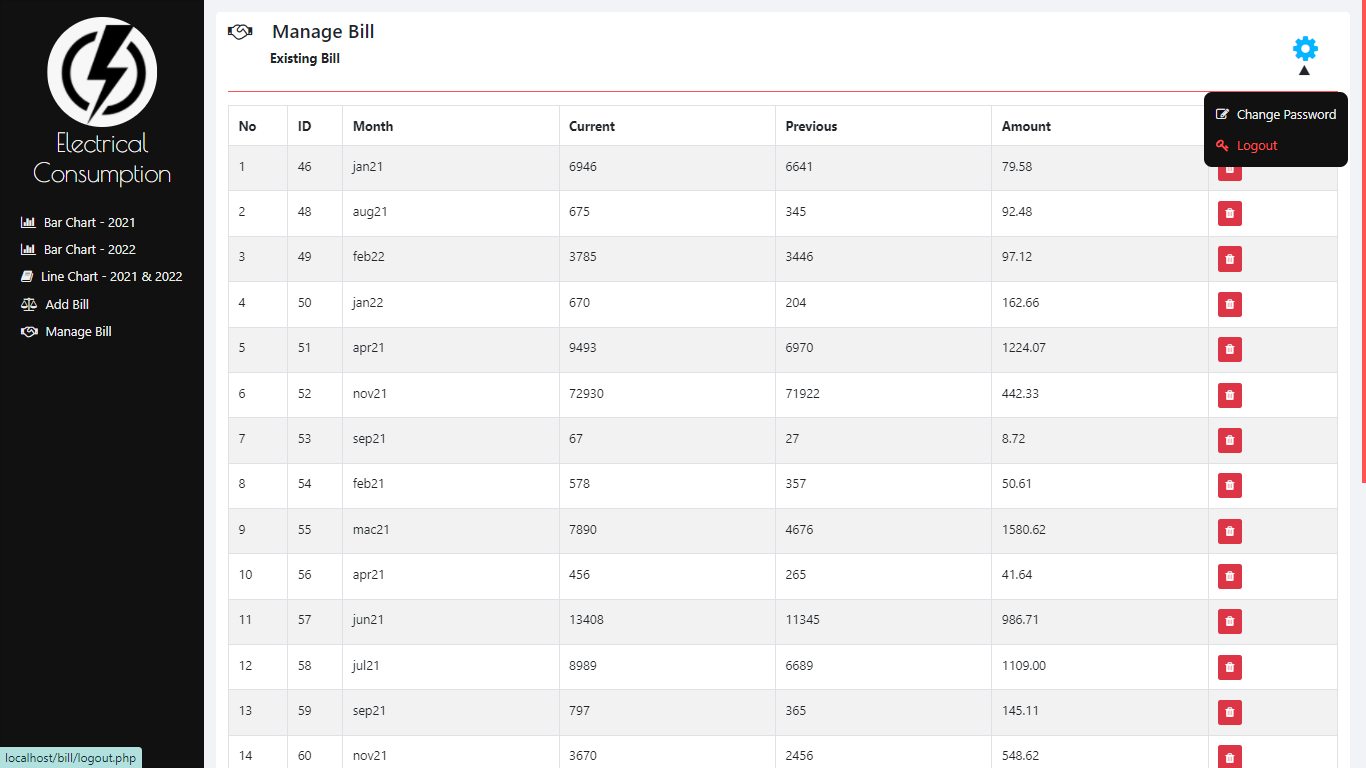 Electrical
Consumption
Bar Chart - 2021
Bar Chart - 2022
Line Chart - 2021 & 2022
Add Bill
Manage Bill
Manage Bill
Existing Bill
Change Password
Logout
No ID Month Current Previous Amount
1 46 jan21 6946 6641 79.58
2 48 aug21 675 345 92.48
3 49 feb22 3785 3446 97.12
4 50 jan22 670 204 162.66
5 51 apr21 9493 6970 1224.07
6 52 nov21 72930 71922 442.33
7 53 sep21 67 27 8.72
8 54 feb21 578 357 50.61
9 55 mac21 7890 4676 1580.62
10 56 apr21 456 265 41.64
11 57 jun21 13408 11345 986.71
12 58 jul21 8989 6689 1109.00
13 59 sep21 797 365 145.11
14 60 nov21 3670 2456 548.62
localhost/bill/logout.php